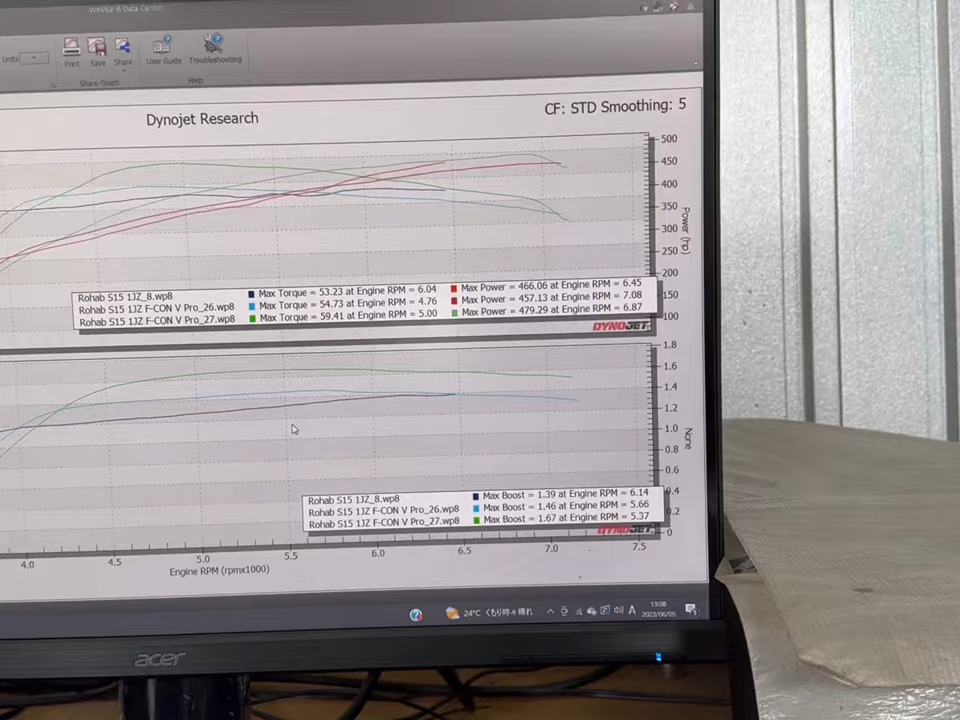 WinPEP 8 Data Center
Units
Print
Save
Share
User Guide
Troubleshooting
Share Graph
Help
Dynojet Research
CF: STD Smoothing: 5
500
450
400
350
300
250
200
150
100
Power (hp)
Rohab S15 1JZ_8.wp8 Max Torque = 53.23 at Engine RPM = 6.04 Max Power = 466.06 at Engine RPM = 6.45
Rohab S15 1JZ F-CON V Pro_26.wp8 Max Torque = 54.73 at Engine RPM = 4.76 Max Power = 457.13 at Engine RPM = 7.08
Rohab S15 1JZ F-CON V Pro_27.wp8 Max Torque = 59.41 at Engine RPM = 5.00 Max Power = 479.29 at Engine RPM = 6.87
DYNOJET
1.8
1.6
1.4
1.2
1.0
0.8
0.6
0.4
0.2
0
None
Rohab S15 1JZ_8.wp8 Max Boost = 1.39 at Engine RPM = 6.14
Rohab S15 1JZ F-CON V Pro_26.wp8 Max Boost = 1.46 at Engine RPM = 5.66
Rohab S15 1JZ F-CON V Pro_27.wp8 Max Boost = 1.67 at Engine RPM = 5.37
DYNOJET
4.0 4.5 5.0 5.5 6.0 6.5 7.0 7.5
Engine RPM (rpmx1000)
24°C くもり時々晴れ
A
13:08
2023/06/05
acer